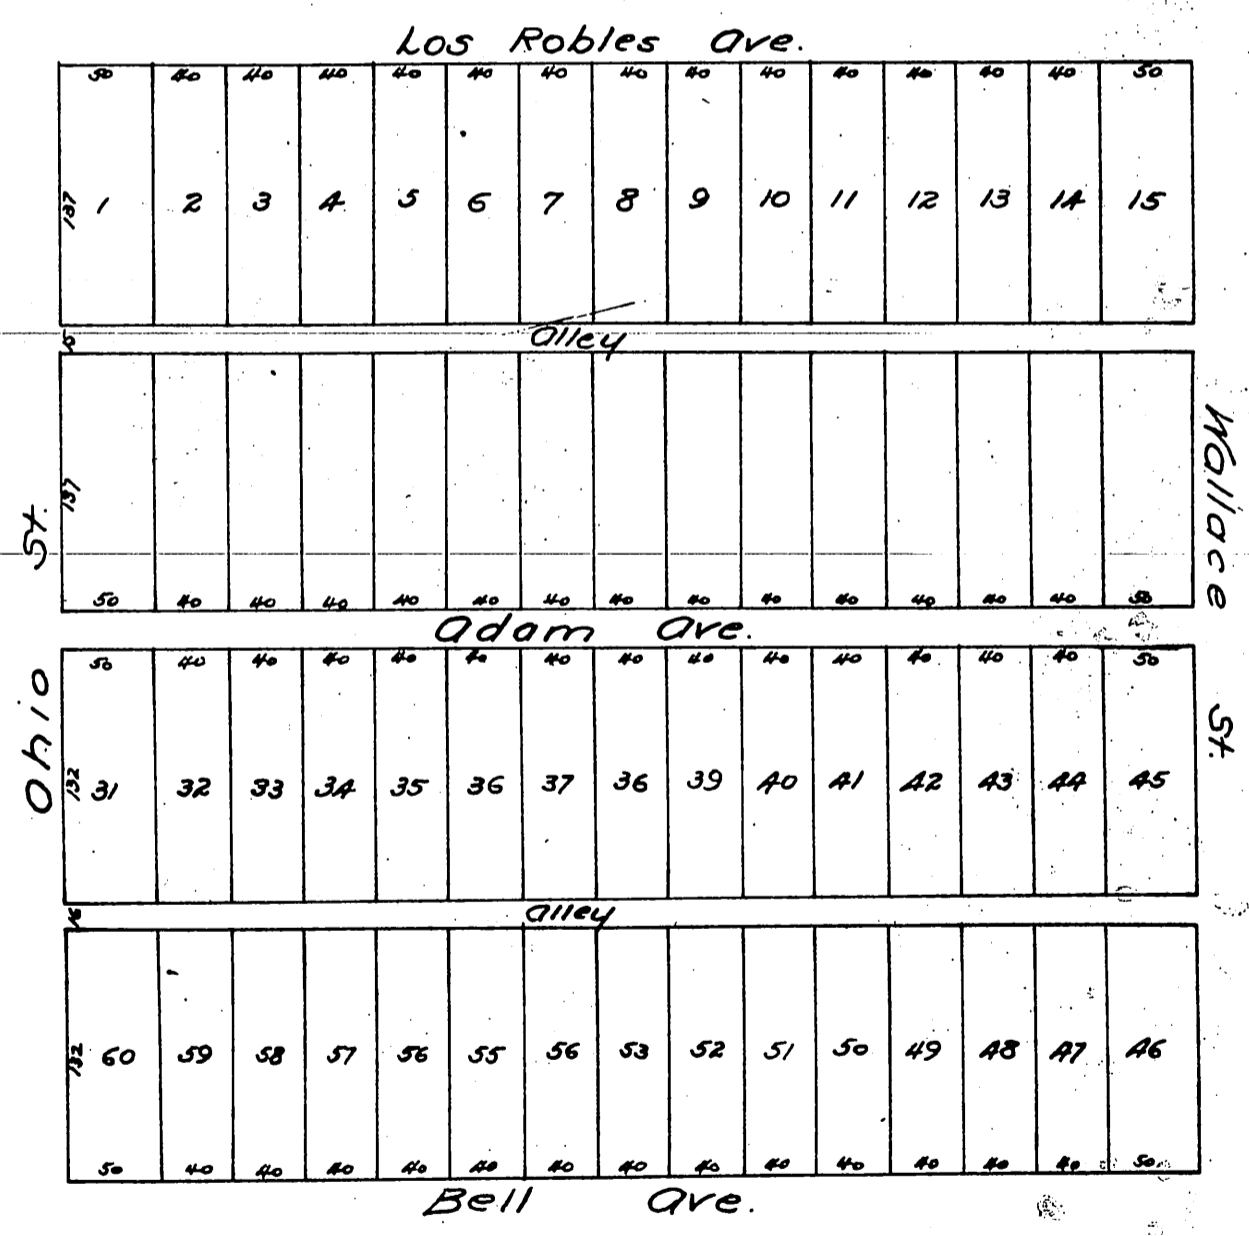 Los Robles Ave.
50 40 40 40 40 40 40 40 40 40 40 40 40 40 50
137 1 2 3 4 5 6 7 8 9 10 11 12 13 14 15
Alley
137
50 40 40 40 40 40 40 40 40 40 40 40 40 40 50
Adam Ave.
Ohio St.
Wallace St.
50 40 40 40 40 40 40 40 40 40 40 40 40 40 50
132 31 32 33 34 35 36 37 36 39 40 41 42 43 44 45
16 Alley
132 60 59 58 57 56 55 56 53 52 51 50 49 48 47 46
50 40 40 40 40 40 40 40 40 40 40 40 40 40 50
Bell Ave.